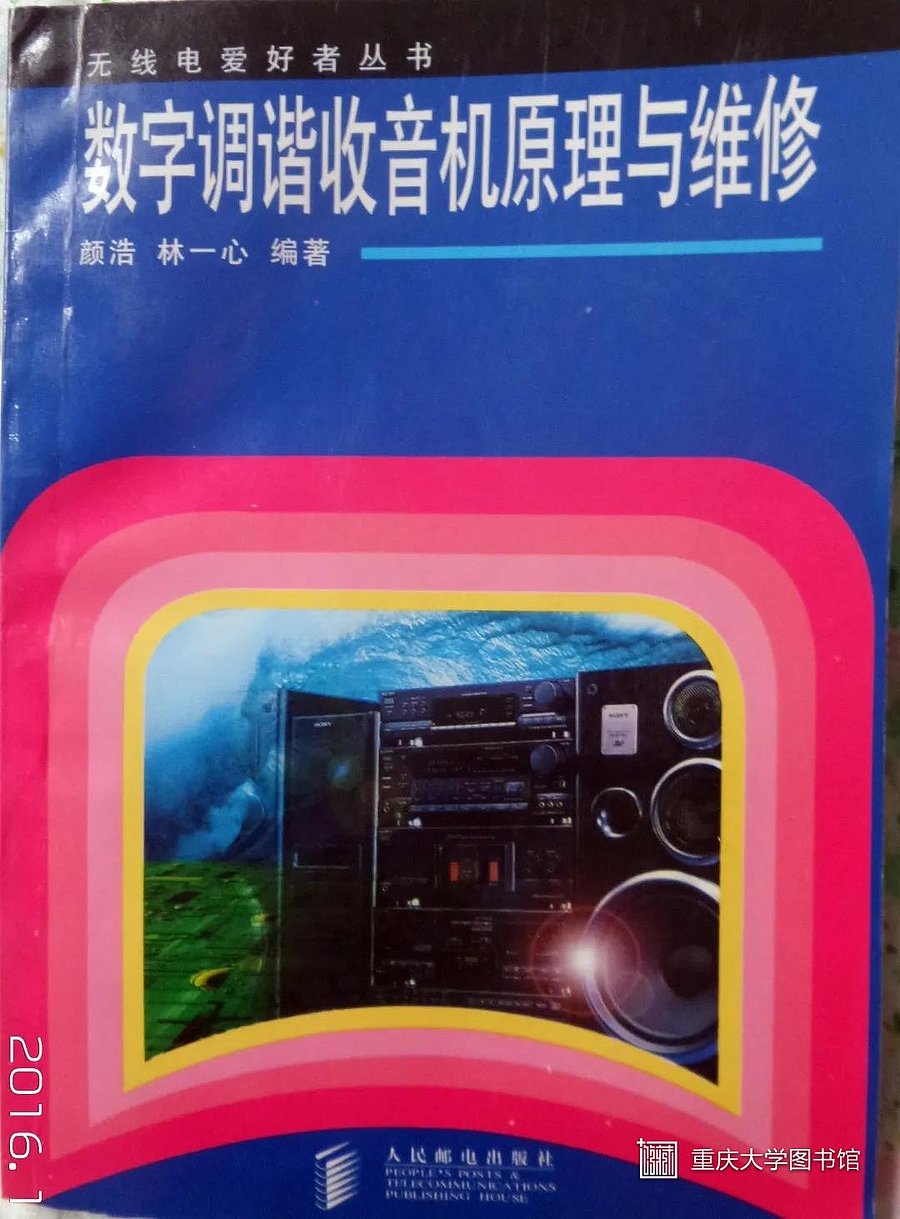 无线电爱好者丛书
数字调谐收音机原理与维修
颜浩 林一心 编著
SONY
SONY
人民邮电出版社
PEOPLE'S POSTS &
TELECOMMUNICATIONS
PUBLISHING HOUSE
重庆大学图书馆
2016.1